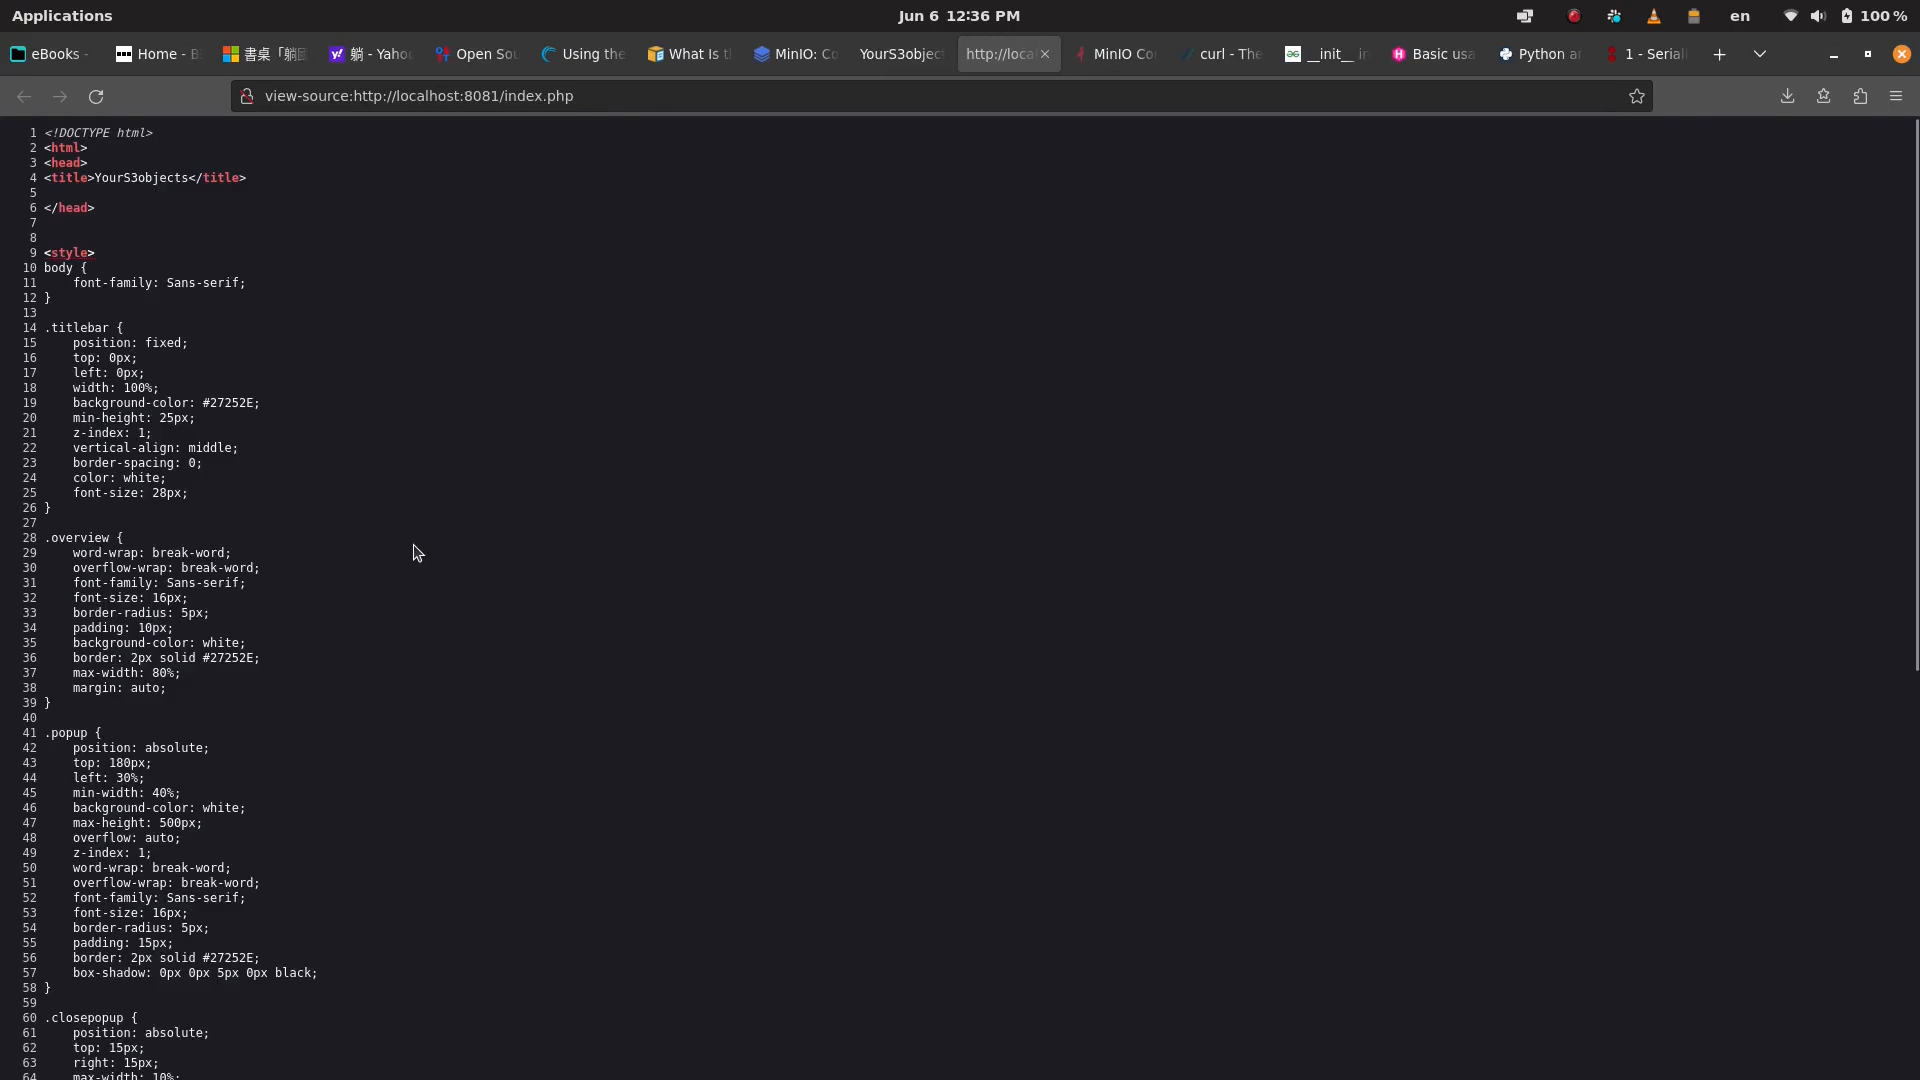 Applications
Jun 6 12:36 PM
en
100 %
eBooks -
Home - B
書桌「躺
躺 - Yahoo
Open Sou
Using the
What Is t
MinIO: Co
YourS3objec
http://loca
MinIO Co
curl - The
__init__ in
Basic usa
Python an
1 - Seriali
view-source:http://localhost:8081/index.php
1 <!DOCTYPE html>
2 <html>
3 <head>
4 <title>YourS3objects</title>
5
6 </head>
7
8
9 <style>
10 body {
11     font-family: Sans-serif;
12 }
13
14 .titlebar {
15     position: fixed;
16     top: 0px;
17     left: 0px;
18     width: 100%;
19     background-color: #27252E;
20     min-height: 25px;
21     z-index: 1;
22     vertical-align: middle;
23     border-spacing: 0;
24     color: white;
25     font-size: 28px;
26 }
27
28 .overview {
29     word-wrap: break-word;
30     overflow-wrap: break-word;
31     font-family: Sans-serif;
32     font-size: 16px;
33     border-radius: 5px;
34     padding: 10px;
35     background-color: white;
36     border: 2px solid #27252E;
37     max-width: 80%;
38     margin: auto;
39 }
40
41 .popup {
42     position: absolute;
43     top: 180px;
44     left: 30%;
45     min-width: 40%;
46     background-color: white;
47     max-height: 500px;
48     overflow: auto;
49     z-index: 1;
50     word-wrap: break-word;
51     overflow-wrap: break-word;
52     font-family: Sans-serif;
53     font-size: 16px;
54     border-radius: 5px;
55     padding: 15px;
56     border: 2px solid #27252E;
57     box-shadow: 0px 0px 5px 0px black;
58 }
59
60 .closepopup {
61     position: absolute;
62     top: 15px;
63     right: 15px;
64     max-width: 10%;